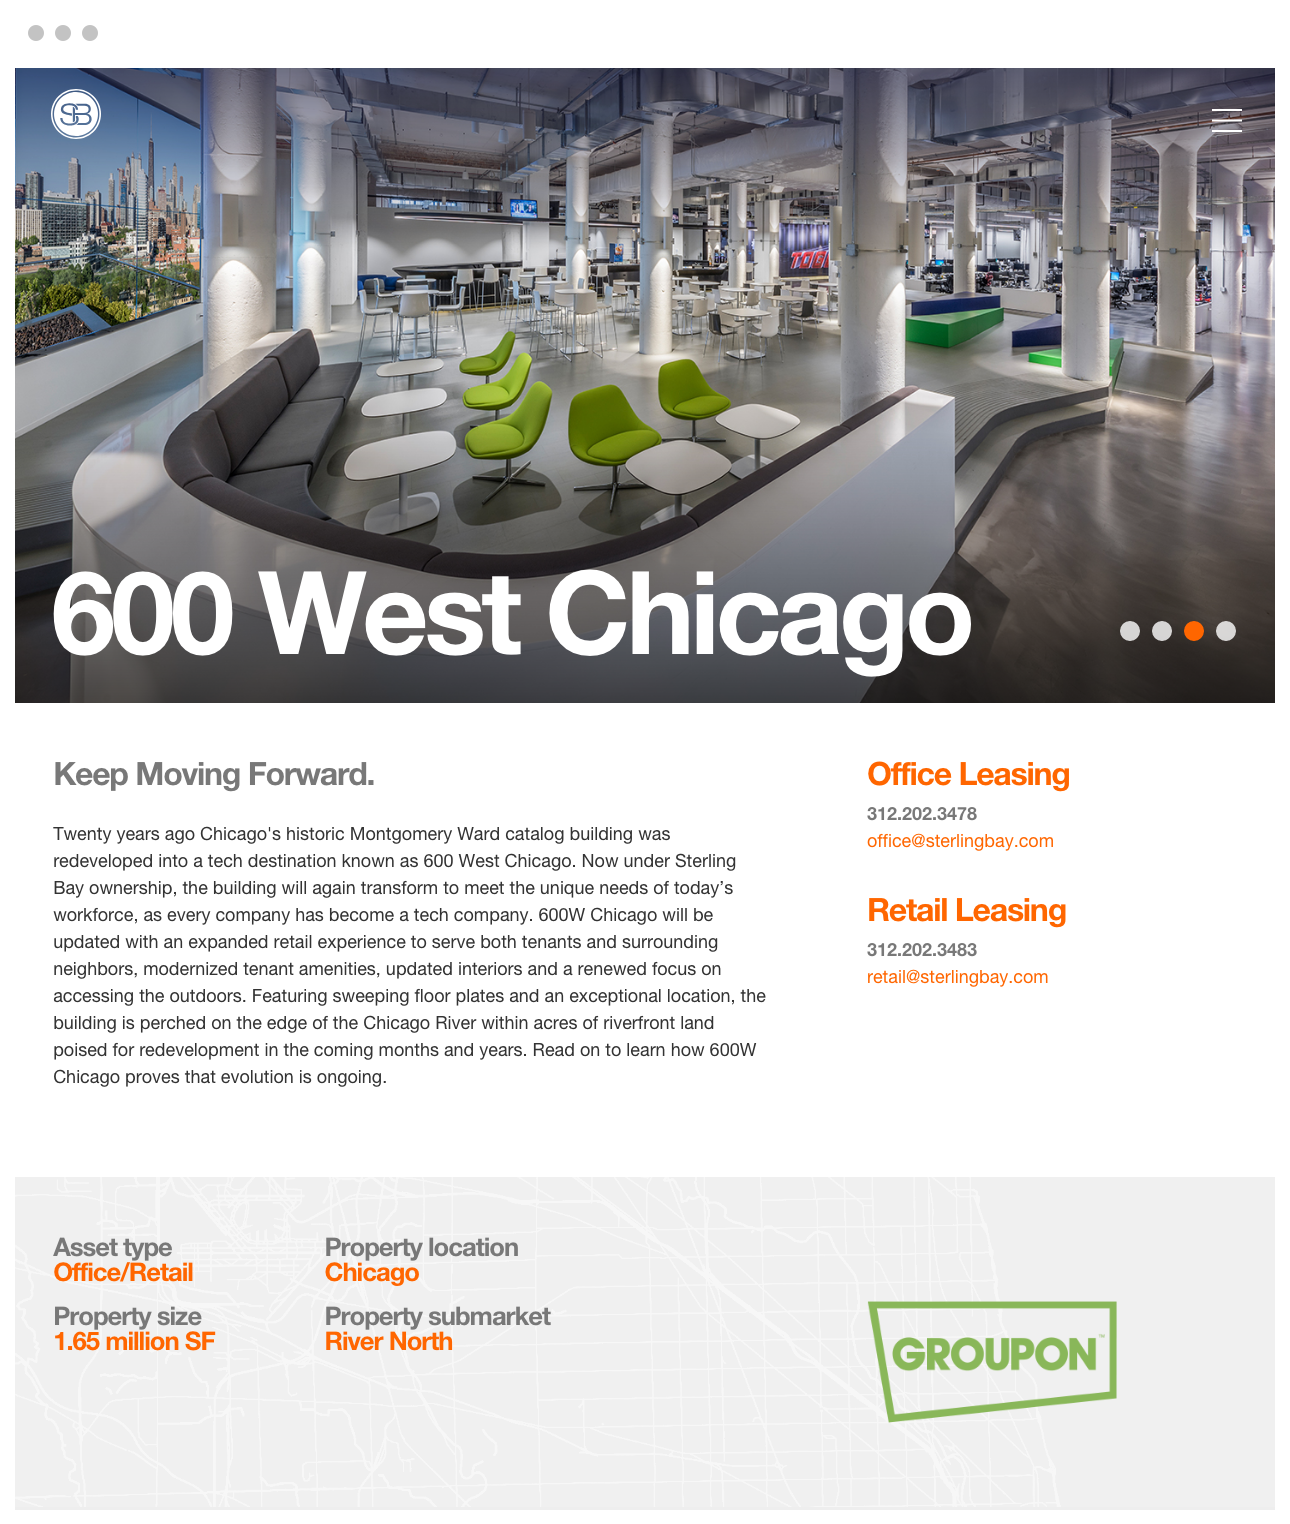 SB
TOGE
600 West Chicago
Keep Moving Forward.
Twenty years ago Chicago's historic Montgomery Ward catalog building was
redeveloped into a tech destination known as 600 West Chicago. Now under Sterling
Bay ownership, the building will again transform to meet the unique needs of today’s
workforce, as every company has become a tech company. 600W Chicago will be
updated with an expanded retail experience to serve both tenants and surrounding
neighbors, modernized tenant amenities, updated interiors and a renewed focus on
accessing the outdoors. Featuring sweeping floor plates and an exceptional location, the
building is perched on the edge of the Chicago River within acres of riverfront land
poised for redevelopment in the coming months and years. Read on to learn how 600W
Chicago proves that evolution is ongoing.
Office Leasing
312.202.3478
office@sterlingbay.com
Retail Leasing
312.202.3483
retail@sterlingbay.com
Asset type
Office/Retail
Property size
1.65 million SF
Property location
Chicago
Property submarket
River North
GROUPON™